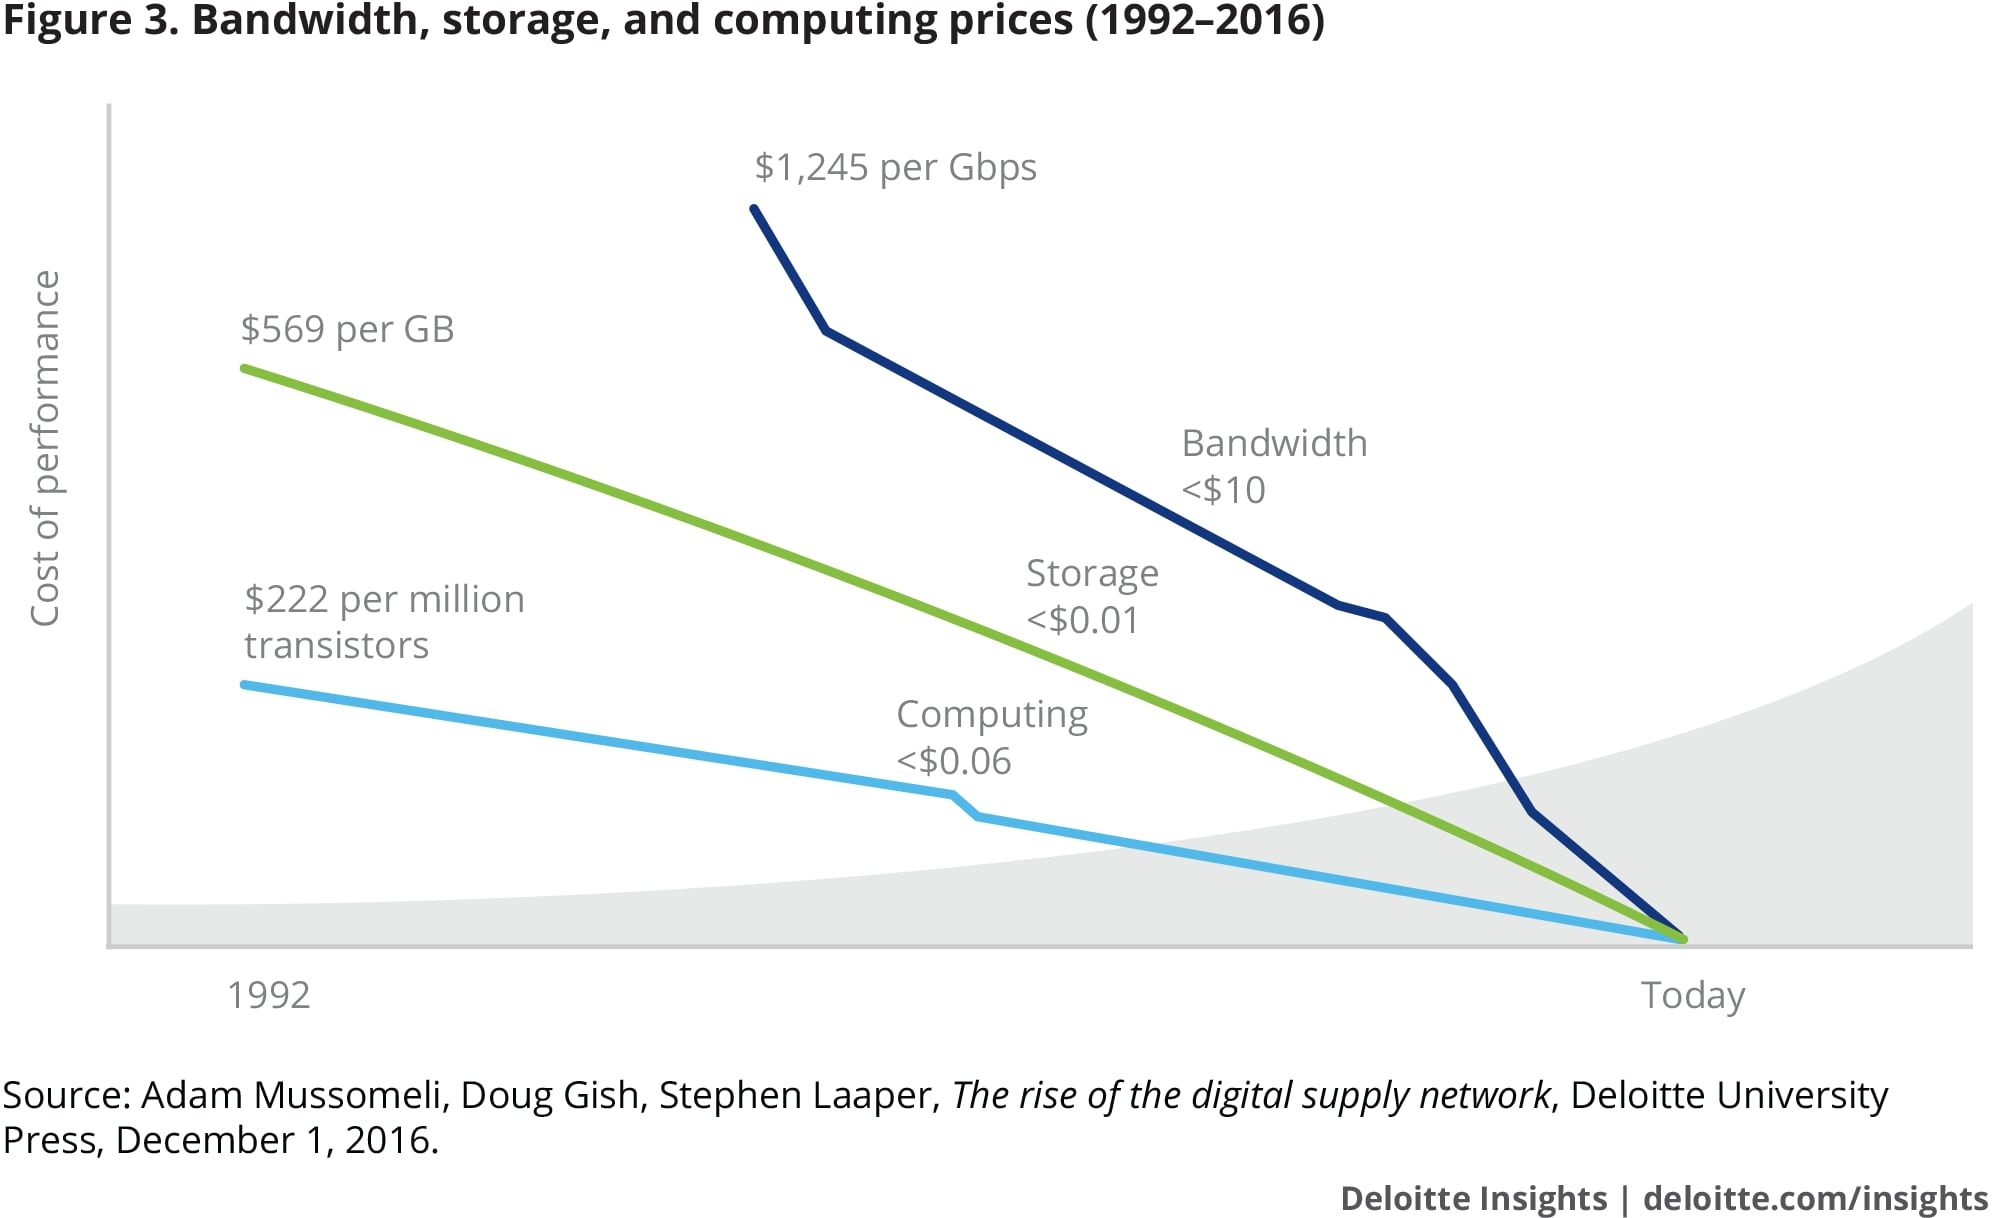 Figure 3. Bandwidth, storage, and computing prices (1992–2016)
Cost of performance
$1,245 per Gbps
$569 per GB
Bandwidth
<$10
Storage
<$0.01
$222 per million
transistors
Computing
<$0.06
1992
Today
Source: Adam Mussomeli, Doug Gish, Stephen Laaper, The rise of the digital supply network, Deloitte University
Press, December 1, 2016.
Deloitte Insights | deloitte.com/insights